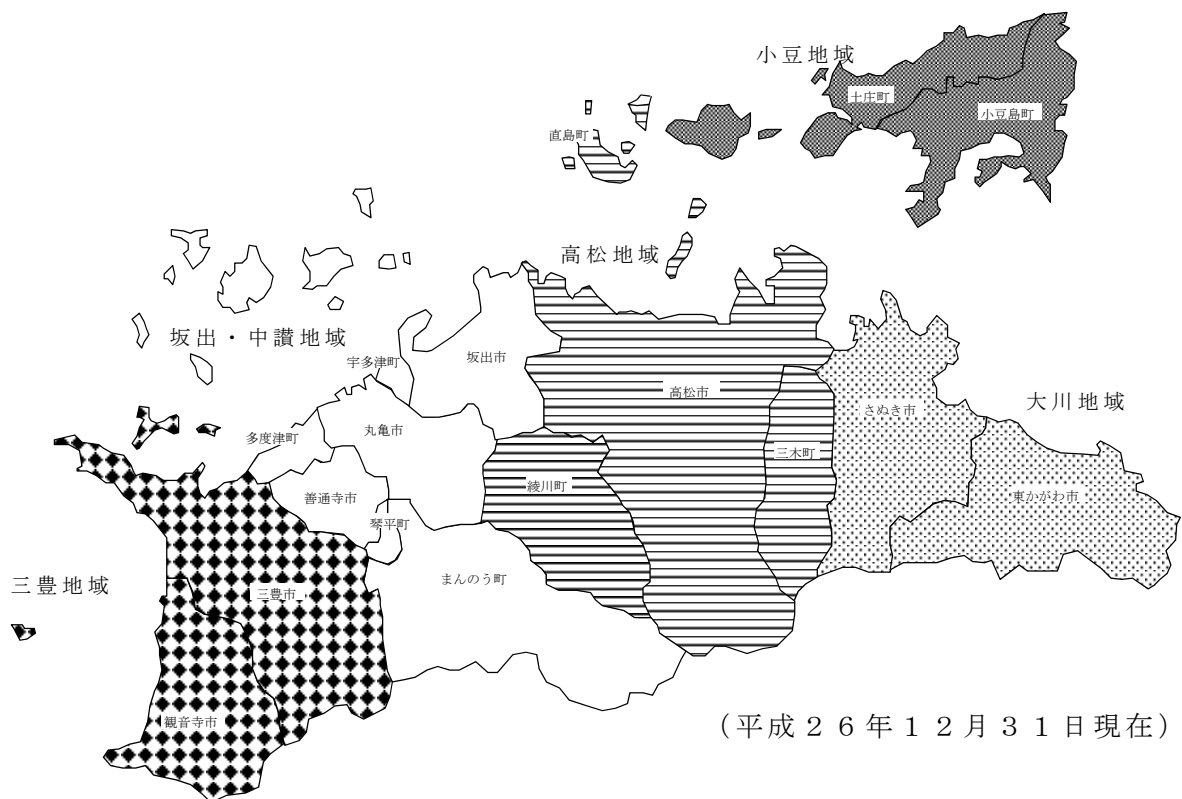 小豆地域
土庄町
小豆島町
直島町
高松地域
坂出・中讃地域
宇多津町
坂出市
高松市
さぬき市
大川地域
多度津町
丸亀市
三木町
綾川町
善通寺市
東かがわ市
琴平町
まんのう町
三豊地域
三豊市
観音寺市
（平成２６年１２月３１日現在）